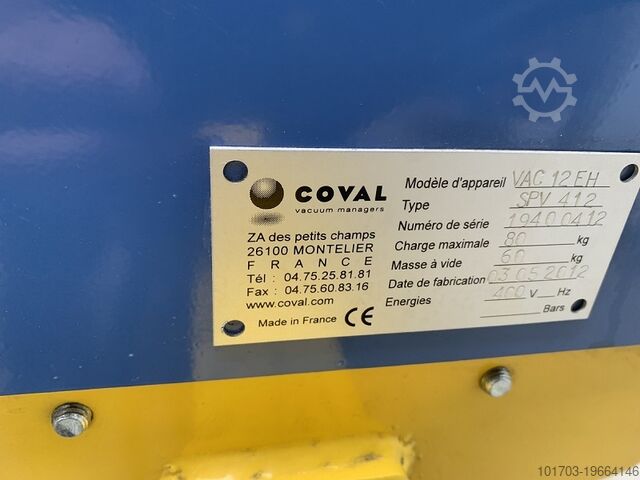 COVAL
vacuum managers
ZA des petits champs
26100 MONTELIER
FRANCE
Tél : 04.75.25.81.81
Fax : 04.75.60.83.16
www.coval.com
Made in France CE
Modèle d'appareil VAC 12 EH
Type SPV 412
Numéro de série 1940 0412
Charge maximale 80 kg
Masse à vide 60 kg
Date de fabrication 03 05 2012
Energies 400 V Hz
Bars
101703-19664146